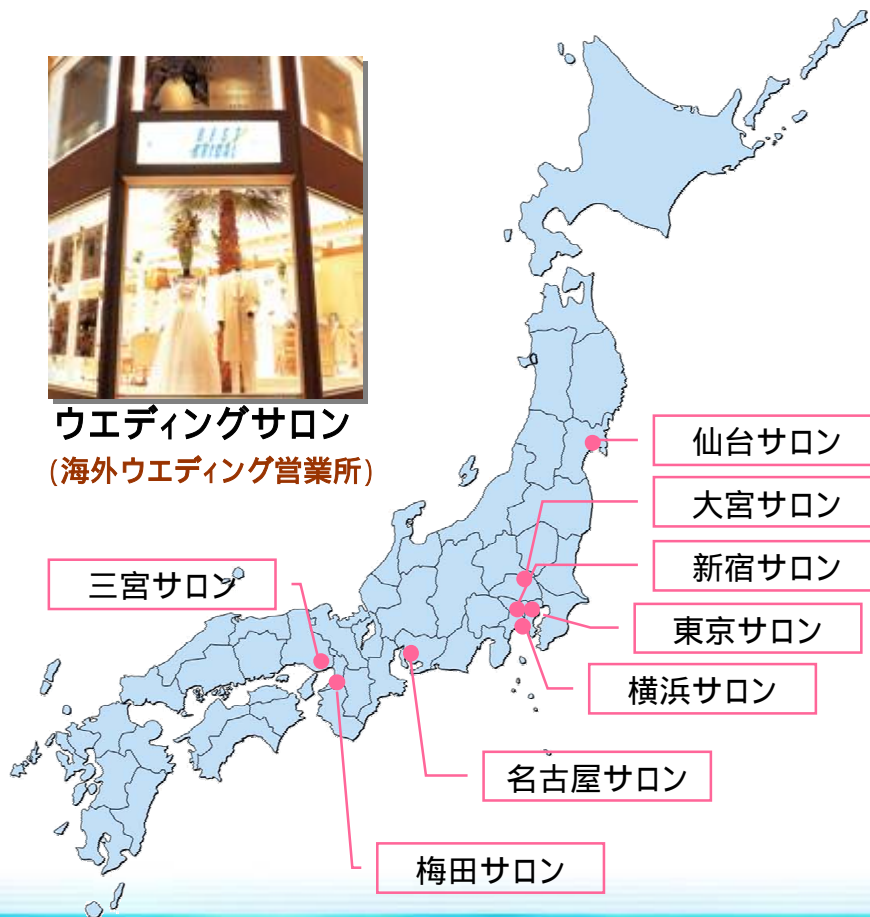 BEST
BRIDAL
ウエディングサロン
(海外ウエディング営業所)
仙台サロン
大宮サロン
新宿サロン
三宮サロン
東京サロン
横浜サロン
名古屋サロン
梅田サロン